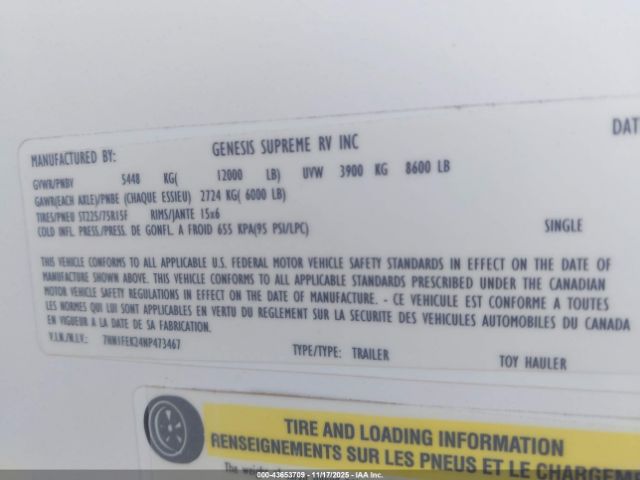 DAT
MANUFACTURED BY: GENESIS SUPREME RV INC
GVWR/PNBV 5448 KG( 12000 LB) UVW 3900 KG 8600 LB
GAWR(EACH AXLE)/PNBE (CHAQUE ESSIEU) 2724 KG( 6000 LB)
TIRES/PNEU ST225/75R15F RIMS/JANTE 15x6
COLD INFL. PRESS./PRESS. DE GONFL. A FROID 655 KPA(95 PSI/LPC) SINGLE
THIS VEHICLE CONFORMS TO ALL APPLICABLE U.S. FEDERAL MOTOR VEHICLE SAFETY STANDARDS IN EFFECT ON THE DATE OF
MANUFACTURE SHOWN ABOVE. THIS VEHICLE CONFORMS TO ALL APPLICABLE STANDARDS PRESCRIBED UNDER THE CANADIAN
MOTOR VEHICLE SAFETY REGULATIONS IN EFFECT ON THE DATE OF MANUFACTURE. - CE VEHICULE EST CONFORME A TOUTES
LES NORMES QUI LUI SONT APPLICABLES EN VERTU DU REGLEMENT SUR LA SECURITE DES VEHICULES AUTOMOBILES DU CANADA
EN VIGUEUR A LA DATE DE SA FABRICATION.
V.I.N./N.I.V.: 7NN1FEK24NP473467 TYPE/TYPE: TRAILER TOY HAULER
TIRE AND LOADING INFORMATION
RENSEIGNEMENTS SUR LES PNEUS ET LE CHARGEM
The
000-43653709 - 11/17/2025 - IAA Inc.